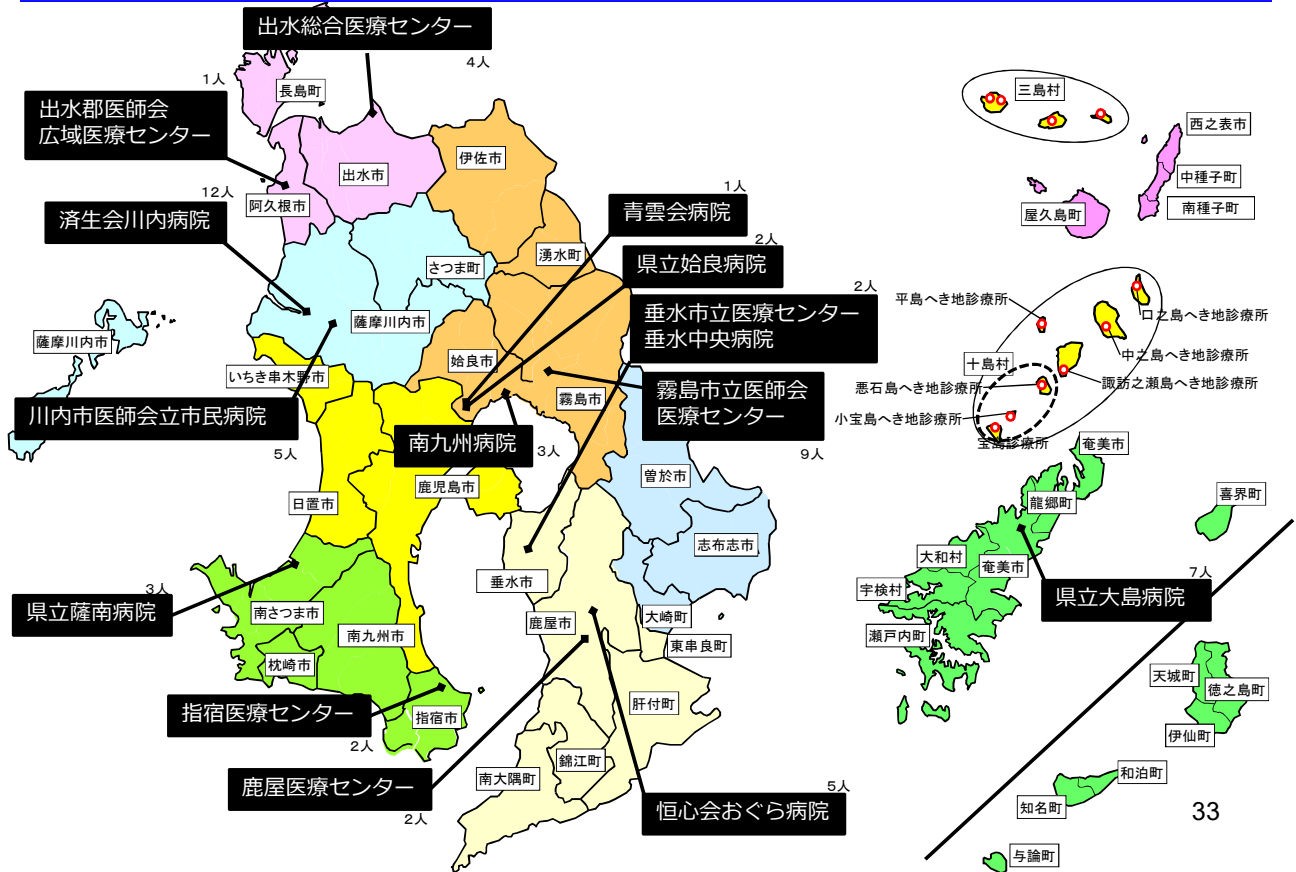 出水総合医療センター
4人
1人
長島町
出水郡医師会
広域医療センター
出水市
伊佐市
阿久根市
12人
済生会川内病院
1人
青雲会病院
湧水町
2人
県立姶良病院
さつま町
2人
垂水市立医療センター
垂水中央病院
薩摩川内市
薩摩川内市
姶良市
いちき串木野市
霧島市
霧島市立医師会
医療センター
9人
川内市医師会立市民病院
5人
南九州病院
3人
鹿児島市
日置市
曽於市
志布志市
垂水市
大崎町
鹿屋市
東串良町
3人
県立薩南病院
南さつま市
南九州市
枕崎市
指宿医療センター
2人
指宿市
肝付町
錦江町
南大隅町
鹿屋医療センター
2人
5人
恒心会おぐら病院
三島村
西之表市
中種子町
南種子町
屋久島町
平島へき地診療所
口之島へき地診療所
中之島へき地診療所
十島村
諏訪之瀬島へき地診療所
悪石島へき地診療所
小宝島へき地診療所
宝島診療所
奄美市
喜界町
龍郷町
大和村
奄美市
宇検村
7人
県立大島病院
瀬戸内町
天城町
徳之島町
伊仙町
和泊町
知名町
与論町
33